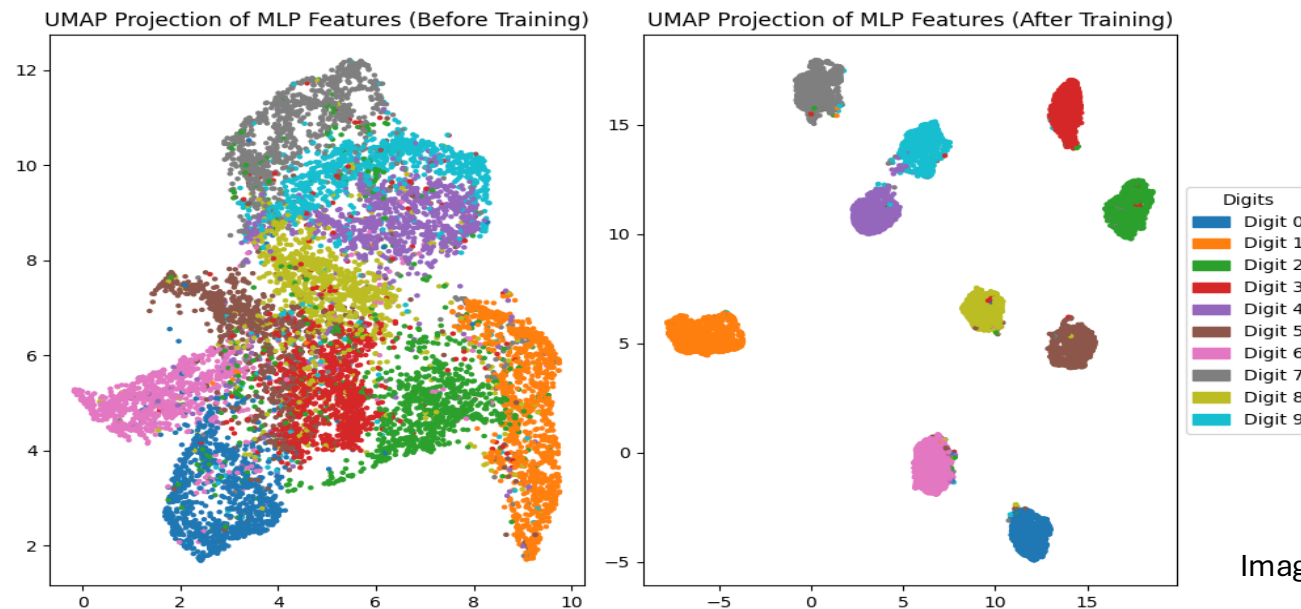 UMAP Projection of MLP Features (Before Training)
12
10
8
6
4
2
0 2 4 6 8 10
UMAP Projection of MLP Features (After Training)
15
10
5
0
−5
−5 0 5 10 15
Digits
Digit 0
Digit 1
Digit 2
Digit 3
Digit 4
Digit 5
Digit 6
Digit 7
Digit 8
Digit 9
Imag